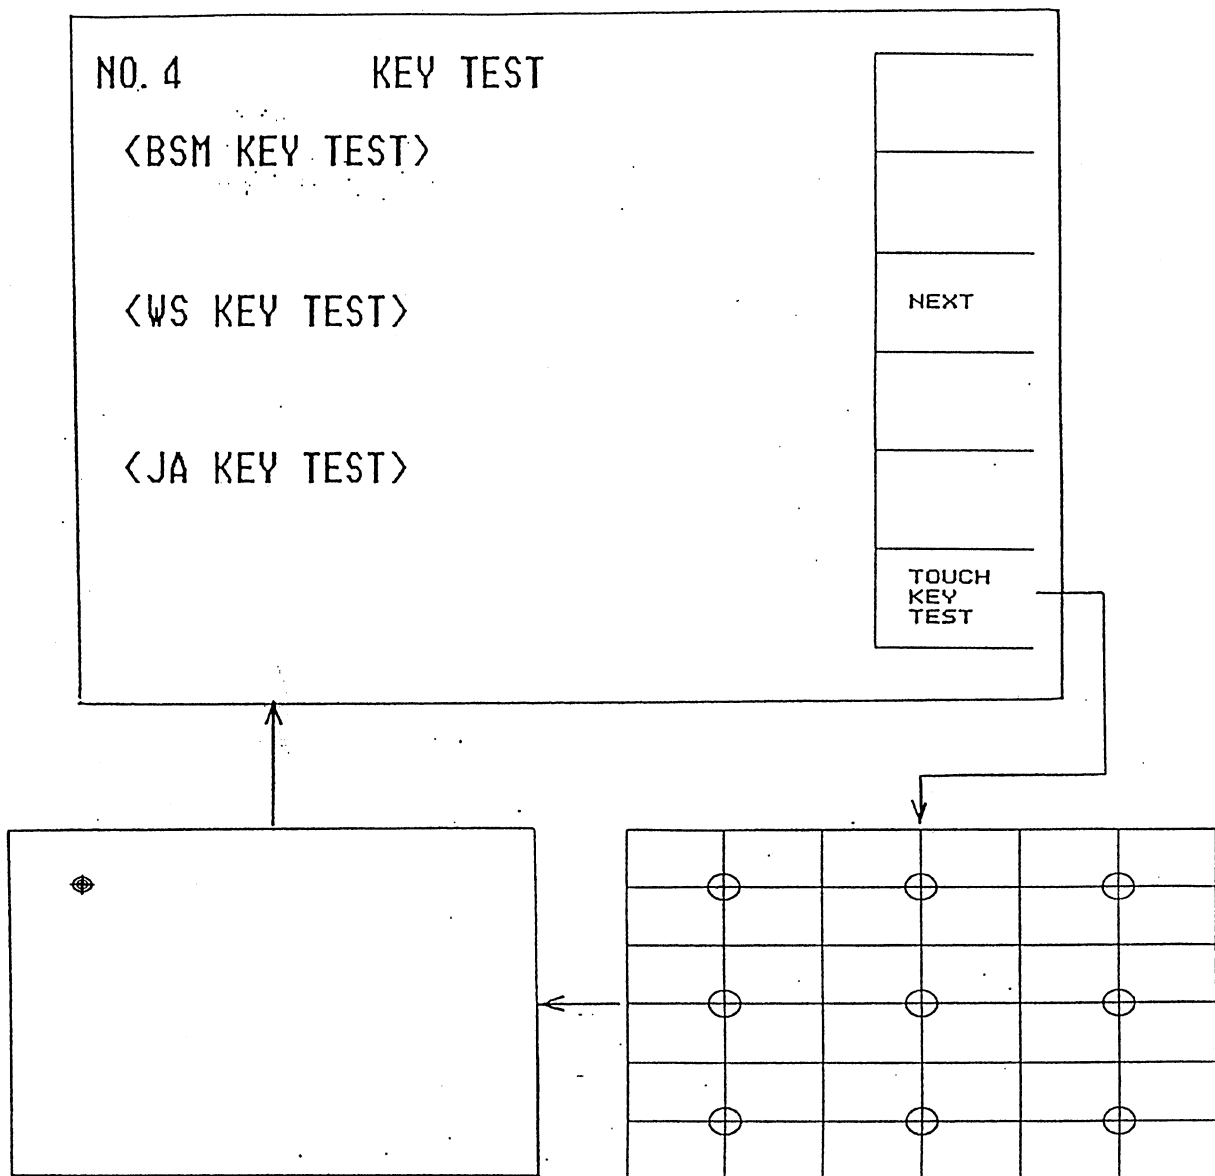 NO. 4 KEY TEST
<BSM KEY TEST>
<WS KEY TEST>
NEXT
<JA KEY TEST>
TOUCH
KEY
TEST